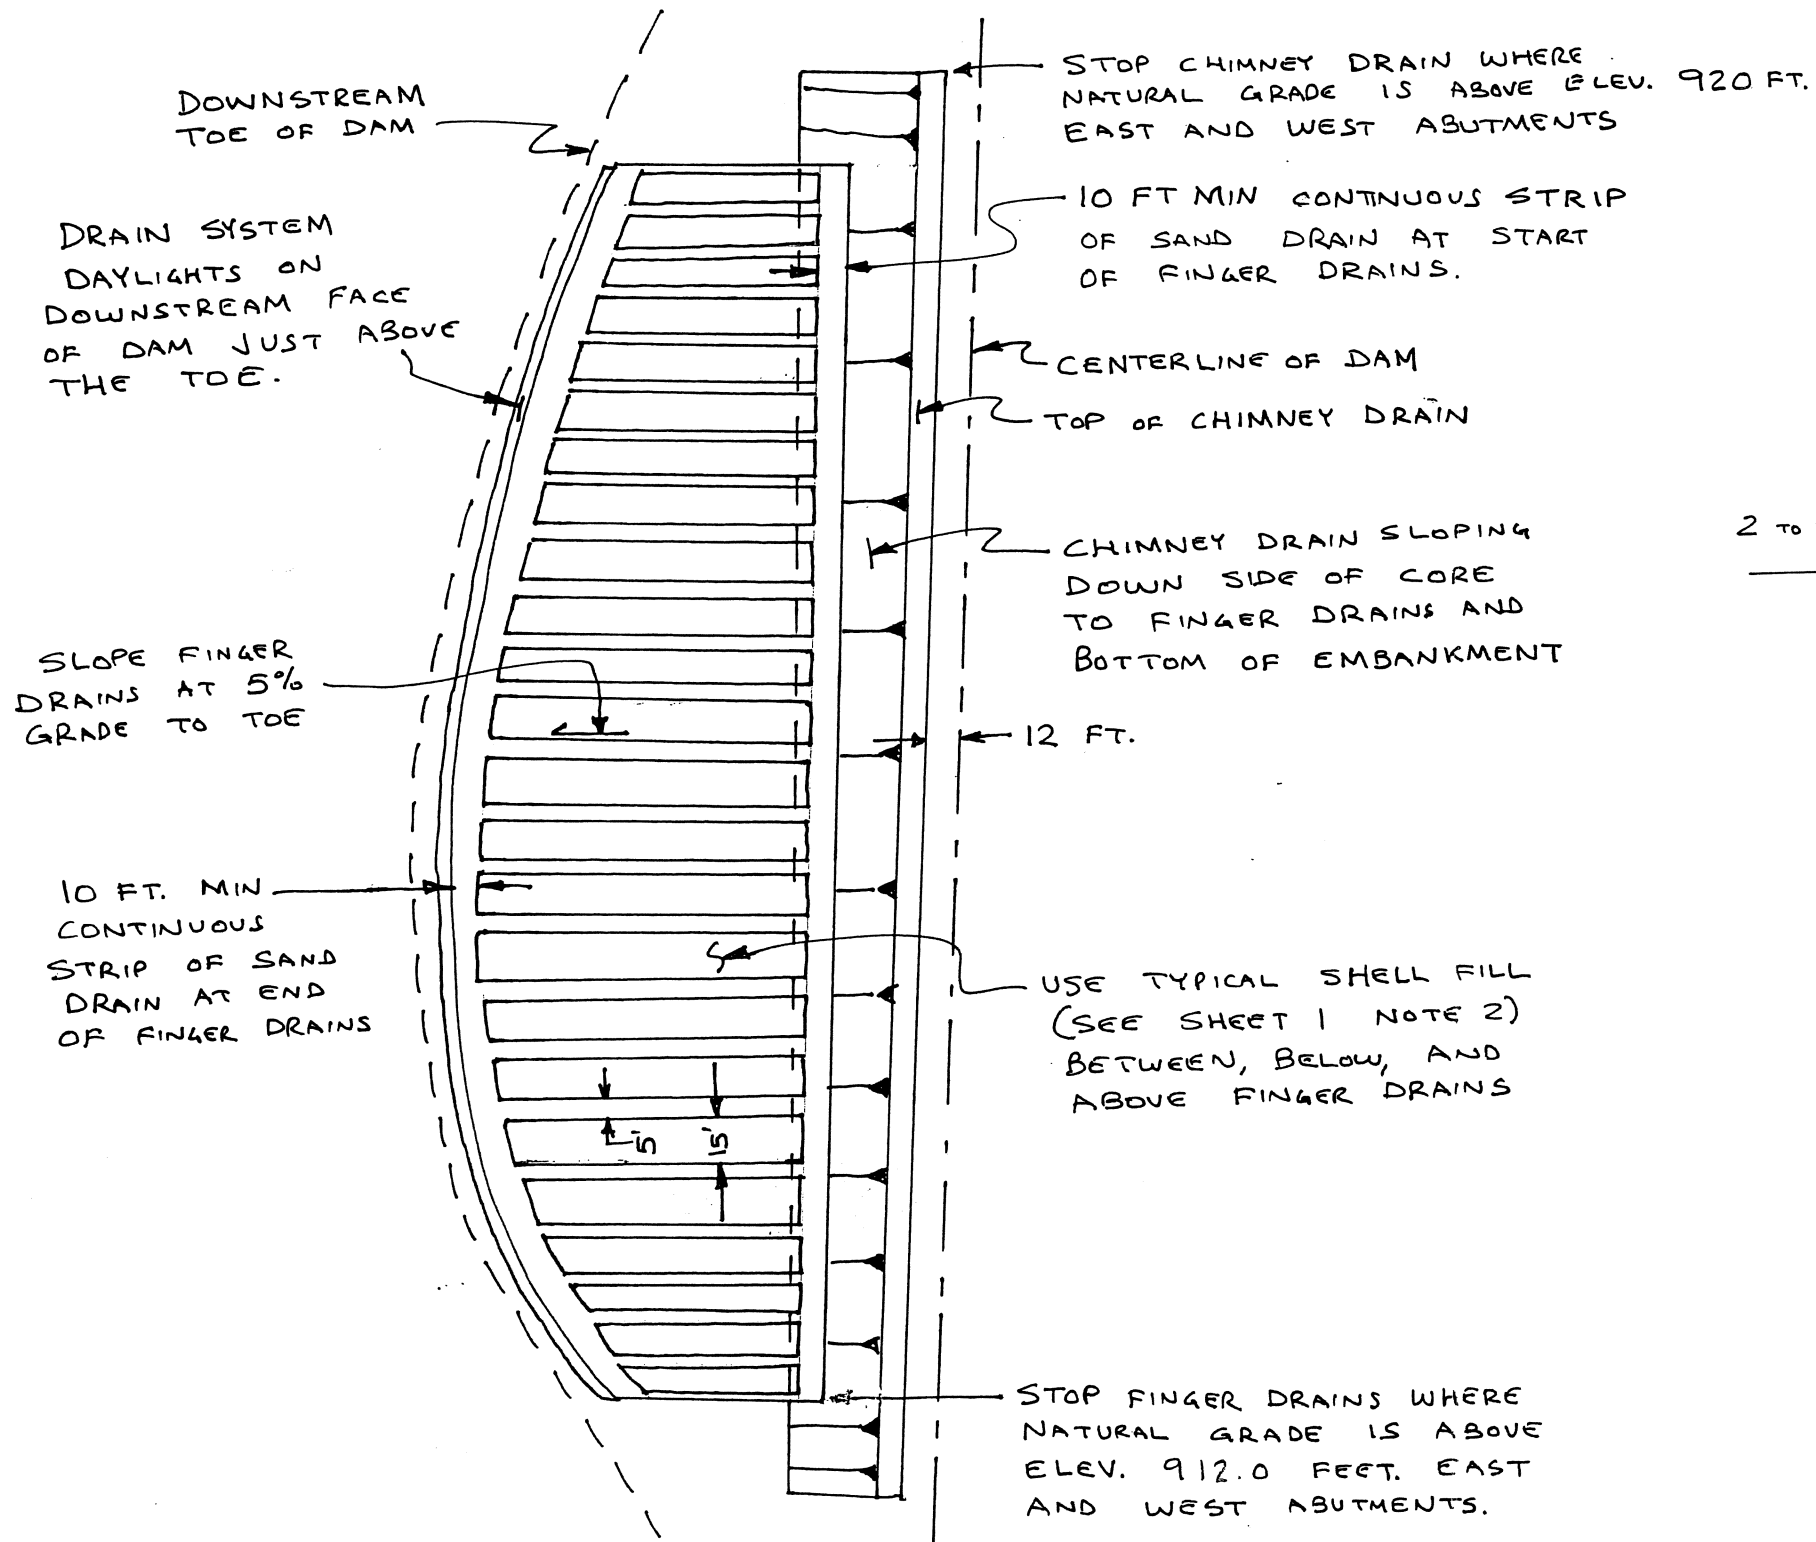 DOWNSTREAM
TOE OF DAM
DRAIN SYSTEM
DAYLIGHTS ON
DOWNSTREAM FACE
OF DAM JUST ABOVE
THE TOE.
SLOPE FINGER
DRAINS AT 5%
GRADE TO TOE
10 FT. MIN
CONTINUOUS
STRIP OF SAND
DRAIN AT END
OF FINGER DRAINS
5'
15'
STOP CHIMNEY DRAIN WHERE
NATURAL GRADE IS ABOVE ELEV. 920 FT.
EAST AND WEST ABUTMENTS
10 FT MIN CONTINUOUS STRIP
OF SAND DRAIN AT START
OF FINGER DRAINS.
CENTERLINE OF DAM
TOP OF CHIMNEY DRAIN
CHIMNEY DRAIN SLOPING
DOWN SIDE OF CORE
TO FINGER DRAINS AND
BOTTOM OF EMBANKMENT
2 TO
12 FT.
USE TYPICAL SHELL FILL
(SEE SHEET 1 NOTE 2)
BETWEEN, BELOW, AND
ABOVE FINGER DRAINS
STOP FINGER DRAINS WHERE
NATURAL GRADE IS ABOVE
ELEV. 912.0 FEET. EAST
AND WEST ABUTMENTS.